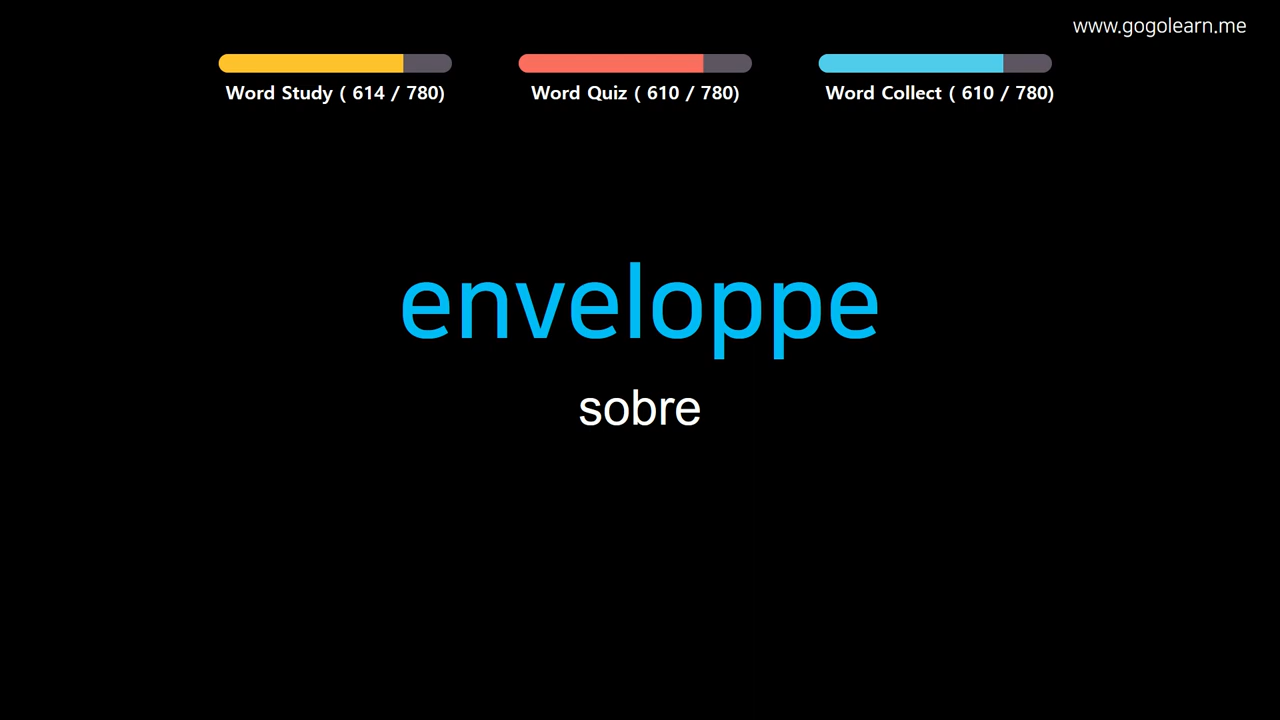 www.gogolearn.me
Word Study ( 614 / 780)
Word Quiz ( 610 / 780)
Word Collect ( 610 / 780)
enveloppe
sobre